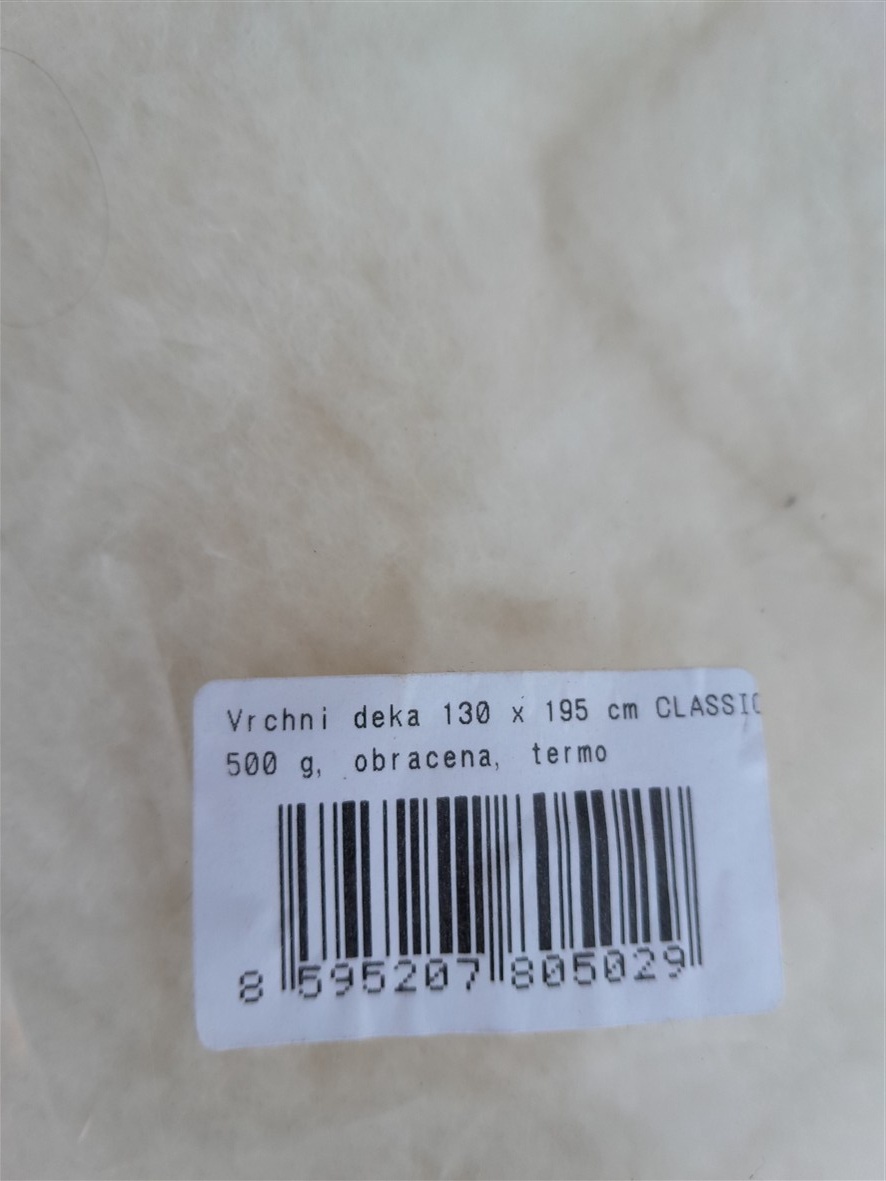 Vrchni deka 130 x 195 cm CLASSIC
500 g, obracena, termo
8 595207 805029